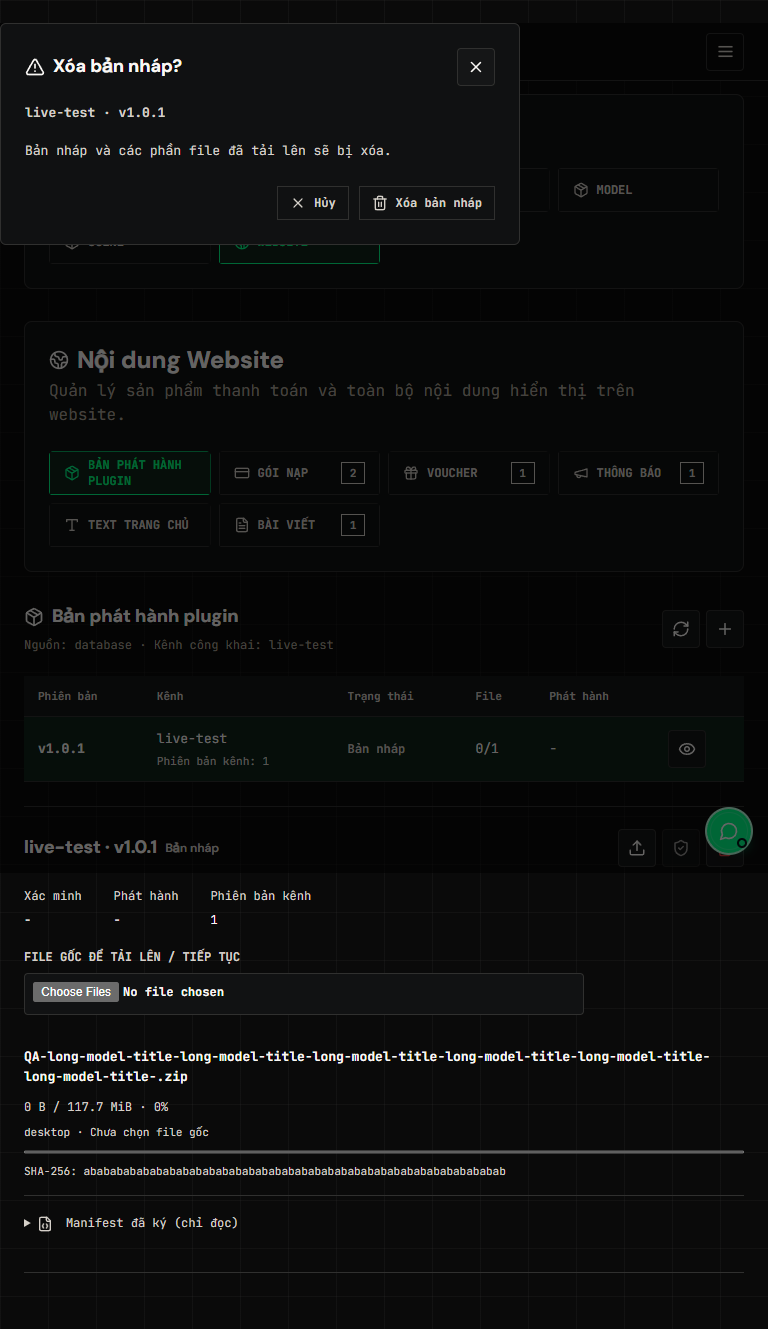 Xóa bản nháp?
live-test · v1.0.1
Bản nháp và các phần file đã tải lên sẽ bị xóa.
Hủy
Xóa bản nháp
MODEL
Nội dung Website
Quản lý sản phẩm thanh toán và toàn bộ nội dung hiển thị trên
website.
BẢN PHÁT HÀNH
PLUGIN
GÓI NẠP 2
VOUCHER 1
THÔNG BÁO 1
TEXT TRANG CHỦ
BÀI VIẾT 1
Bản phát hành plugin
Nguồn: database · Kênh công khai: live-test
Phiên bản Kênh Trạng thái File Phát hành
v1.0.1 live-test Bản nháp 0/1 -
Phiên bản kênh: 1
live-test · v1.0.1 Bản nháp
Xác minh Phát hành Phiên bản kênh
- - 1
FILE GỐC ĐỂ TẢI LÊN / TIẾP TỤC
Choose Files No file chosen
QA-long-model-title-long-model-title-long-model-title-long-model-title-long-model-title-
long-model-title-.zip
0 B / 117.7 MiB · 0%
desktop · Chưa chọn file gốc
SHA-256: abababababababababababababababababababababababababababababababab
Manifest đã ký (chỉ đọc)